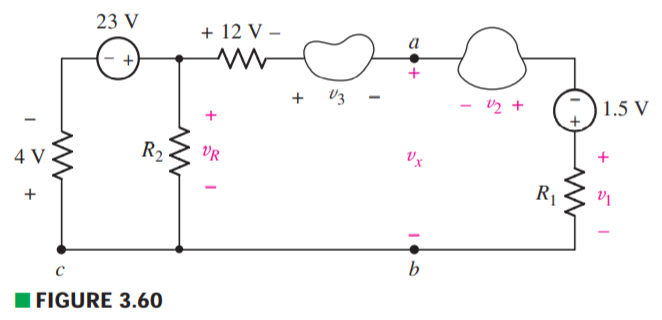 23 V
+ 12 V –
– +
a
+
+ v3 –
– v2 +
–
+
1.5 V
–
4 V
+
R2
+
vR
–
vx
–
R1
+
v1
–
c
b
FIGURE 3.60